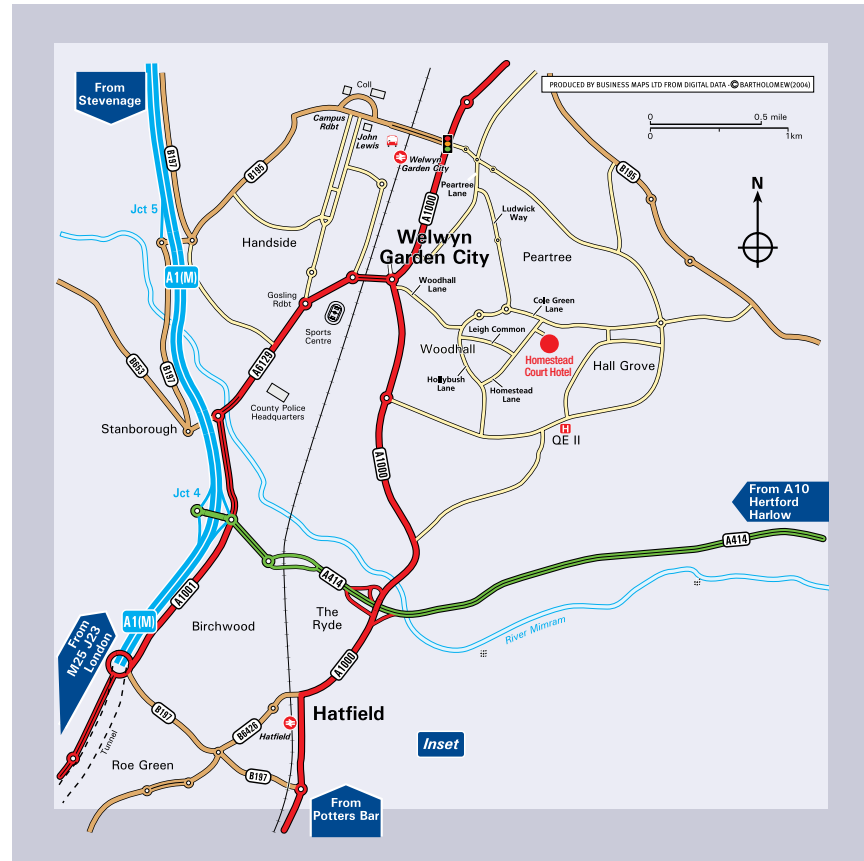 From
Stevenage
PRODUCED BY BUSINESS MAPS LTD FROM DIGITAL DATA - © BARTHOLOMEW(2004)
0 0.5 mile
0 1km
N
Coll
Campus
Rdbt
John
Lewis
Welwyn
Garden City
B197
B195
B195
Peartree
Lane
A1000
Ludwick
Way
Jct 5
Handside
Welwyn
Garden City
Peartree
A1(M)
Woodhall
Lane
Gosling
Rdbt
Cole Green
Lane
Sports
Centre
Leigh Common
Woodhall
Homestead
Court Hotel
Hall Grove
A6129
B653
B197
Hollybush
Lane
Homestead
Lane
County Police
Headquarters
Stanborough
H
QE II
A1000
Jct 4
From A10
Hertford
Harlow
A414
A414
A1001
The
Ryde
Birchwood
A1(M)
River Mimram
From
M25 J23
London
A1000
B197
Hatfield
B6426
Hatfield
Inset
Tunnel
Roe Green
B197
From
Potters Bar